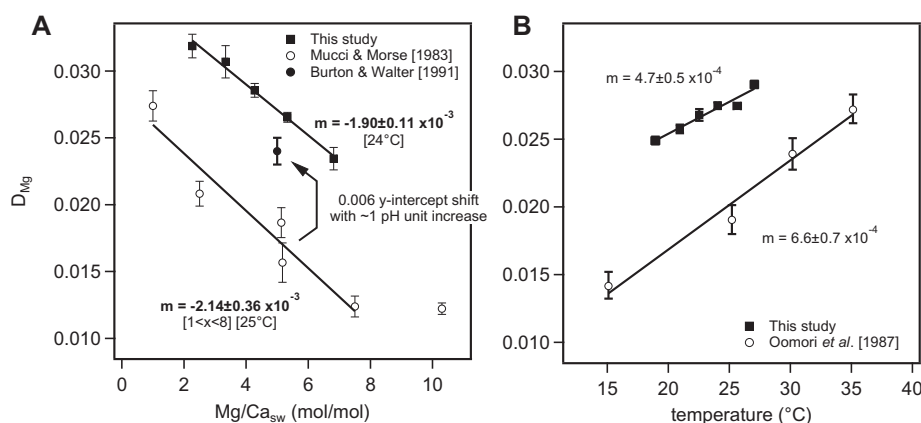 A
This study
Mucci & Morse [1983]
Burton & Walter [1991]
0.030
0.025
0.020
0.015
0.010
D_Mg
m = -1.90±0.11 x10⁻³
[24°C]
0.006 y-intercept shift
with ~1 pH unit increase
m = -2.14±0.36 x10⁻³
[1<x<8] [25°C]
0 2 4 6 8 10
Mg/Ca_sw (mol/mol)
B
m = 4.7±0.5 x10⁻⁴
0.030
0.025
0.020
0.015
0.010
m = 6.6±0.7 x10⁻⁴
This study
Oomori et al. [1987]
15 20 25 30 35 40
temperature (°C)